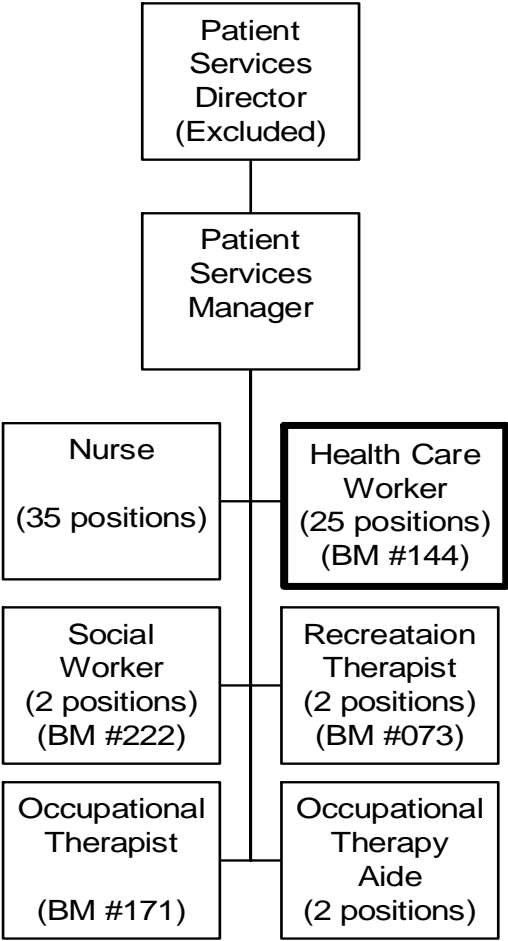 Patient
Services
Director
(Excluded)
Patient
Services
Manager
Nurse
(35 positions)
Health Care
Worker
(25 positions)
(BM #144)
Social
Worker
(2 positions)
(BM #222)
Recreataion
Therapist
(2 positions)
(BM #073)
Occupational
Therapist
(BM #171)
Occupational
Therapy
Aide
(2 positions)